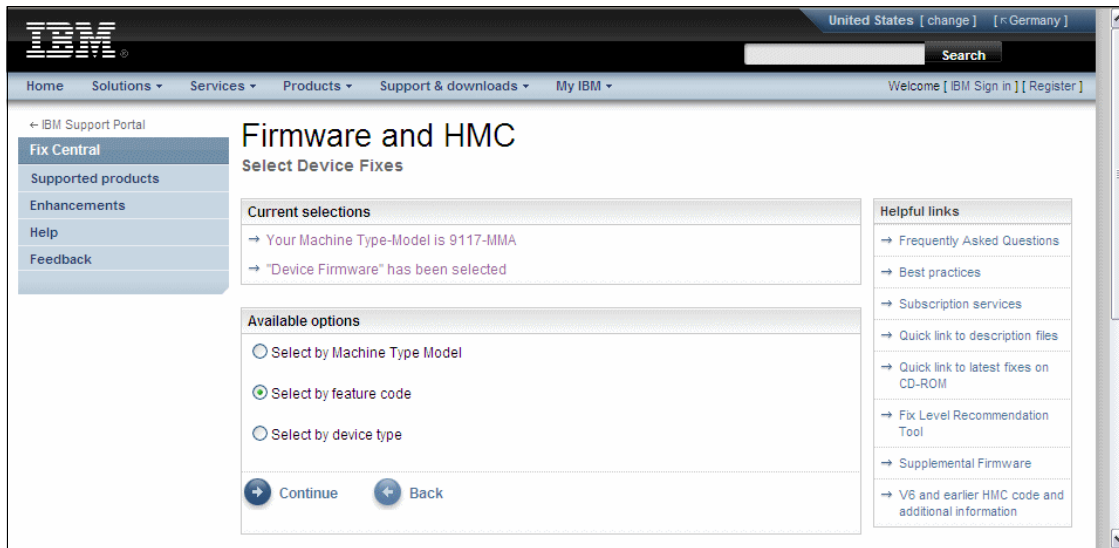 United States [ change ] [ Germany ]
IBM®
Search
Home Solutions Services Products Support & downloads My IBM Welcome [ IBM Sign in ] [ Register ]
← IBM Support Portal
Fix Central
Supported products
Enhancements
Help
Feedback
Firmware and HMC
Select Device Fixes
Current selections
→ Your Machine Type-Model is 9117-MMA
→ "Device Firmware" has been selected
Available options
Select by Machine Type Model
Select by feature code
Select by device type
Continue Back
Helpful links
→ Frequently Asked Questions
→ Best practices
→ Subscription services
→ Quick link to description files
→ Quick link to latest fixes on
CD-ROM
→ Fix Level Recommendation
Tool
→ Supplemental Firmware
→ V6 and earlier HMC code and
additional information